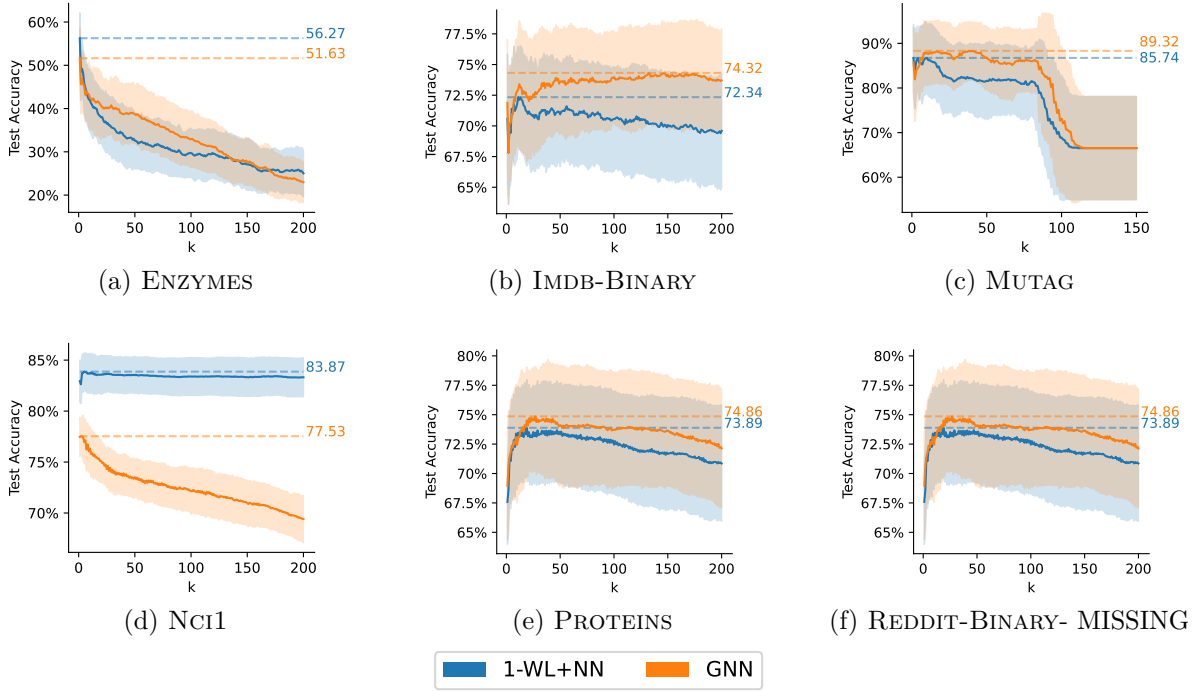 60%
50%
40%
30%
20%
Test Accuracy
56.27
51.63
0 50 100 150 200
k
(a) Enzymes
77.5%
75%
72.5%
70%
67.5%
65%
Test Accuracy
74.32
72.34
0 50 100 150 200
k
(b) Imdb-Binary
90%
80%
70%
60%
Test Accuracy
89.32
85.74
0 50 100 150
k
(c) Mutag
85%
80%
75%
70%
Test Accuracy
83.87
77.53
0 50 100 150 200
k
(d) Nci1
80%
77.5%
75%
72.5%
70%
67.5%
65%
Test Accuracy
74.86
73.89
0 50 100 150 200
k
(e) Proteins
80%
77.5%
75%
72.5%
70%
67.5%
65%
Test Accuracy
74.86
73.89
0 50 100 150 200
k
(f) Reddit-Binary- MISSING
1-WL+NN GNN